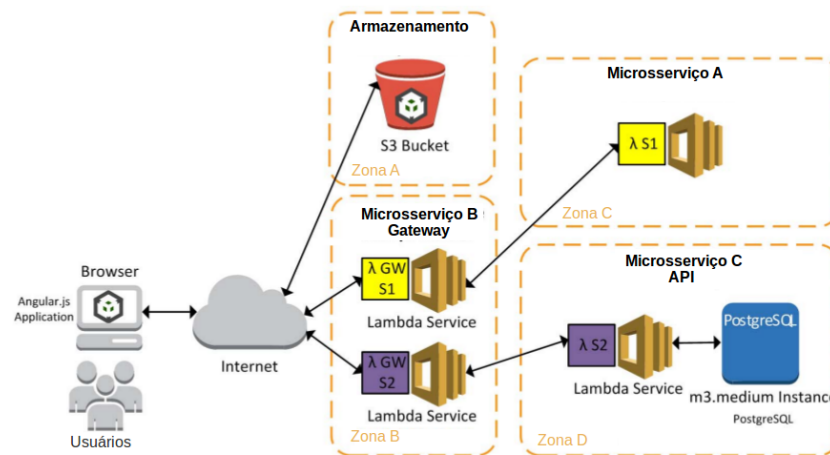 Armazenamento
S3 Bucket
Zona A
Microsserviço A
λ S1
Zona C
Microsserviço B
Gateway
λ GW
S1
Lambda Service
λ GW
S2
Lambda Service
Zona B
Microsserviço C
API
λ S2
Lambda Service
PostgreSQL
m3.medium Instance
PostgreSQL
Zona D
Browser
Angular.js
Application
Internet
Usuários